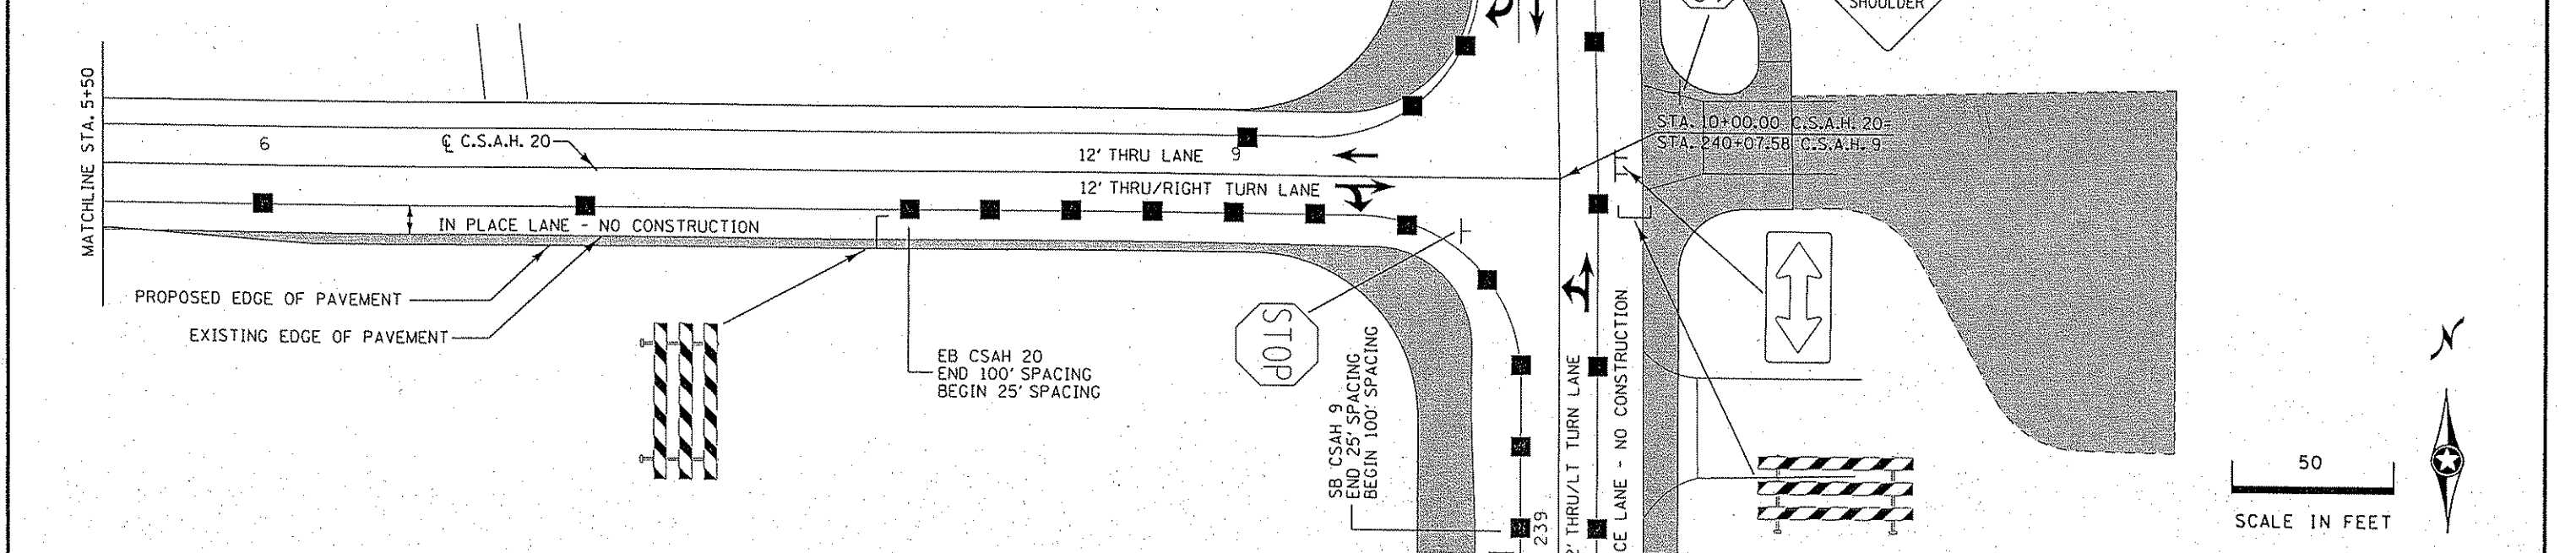 SHOULDER
MATCHLINE STA. 5+50
6
℄ C.S.A.H. 20
12' THRU LANE
9
12' THRU/RIGHT TURN LANE
STA. 10+00.00 C.S.A.H. 20=
STA. 240+07.58 C.S.A.H. 9
IN PLACE LANE - NO CONSTRUCTION
PROPOSED EDGE OF PAVEMENT
EXISTING EDGE OF PAVEMENT
EB CSAH 20
END 100' SPACING
BEGIN 25' SPACING
STOP
SB CSAH 9
END 25' SPACING
BEGIN 100' SPACING
239
2' THRU/LT TURN LANE
CE LANE - NO CONSTRUCTION
N
50
SCALE IN FEET